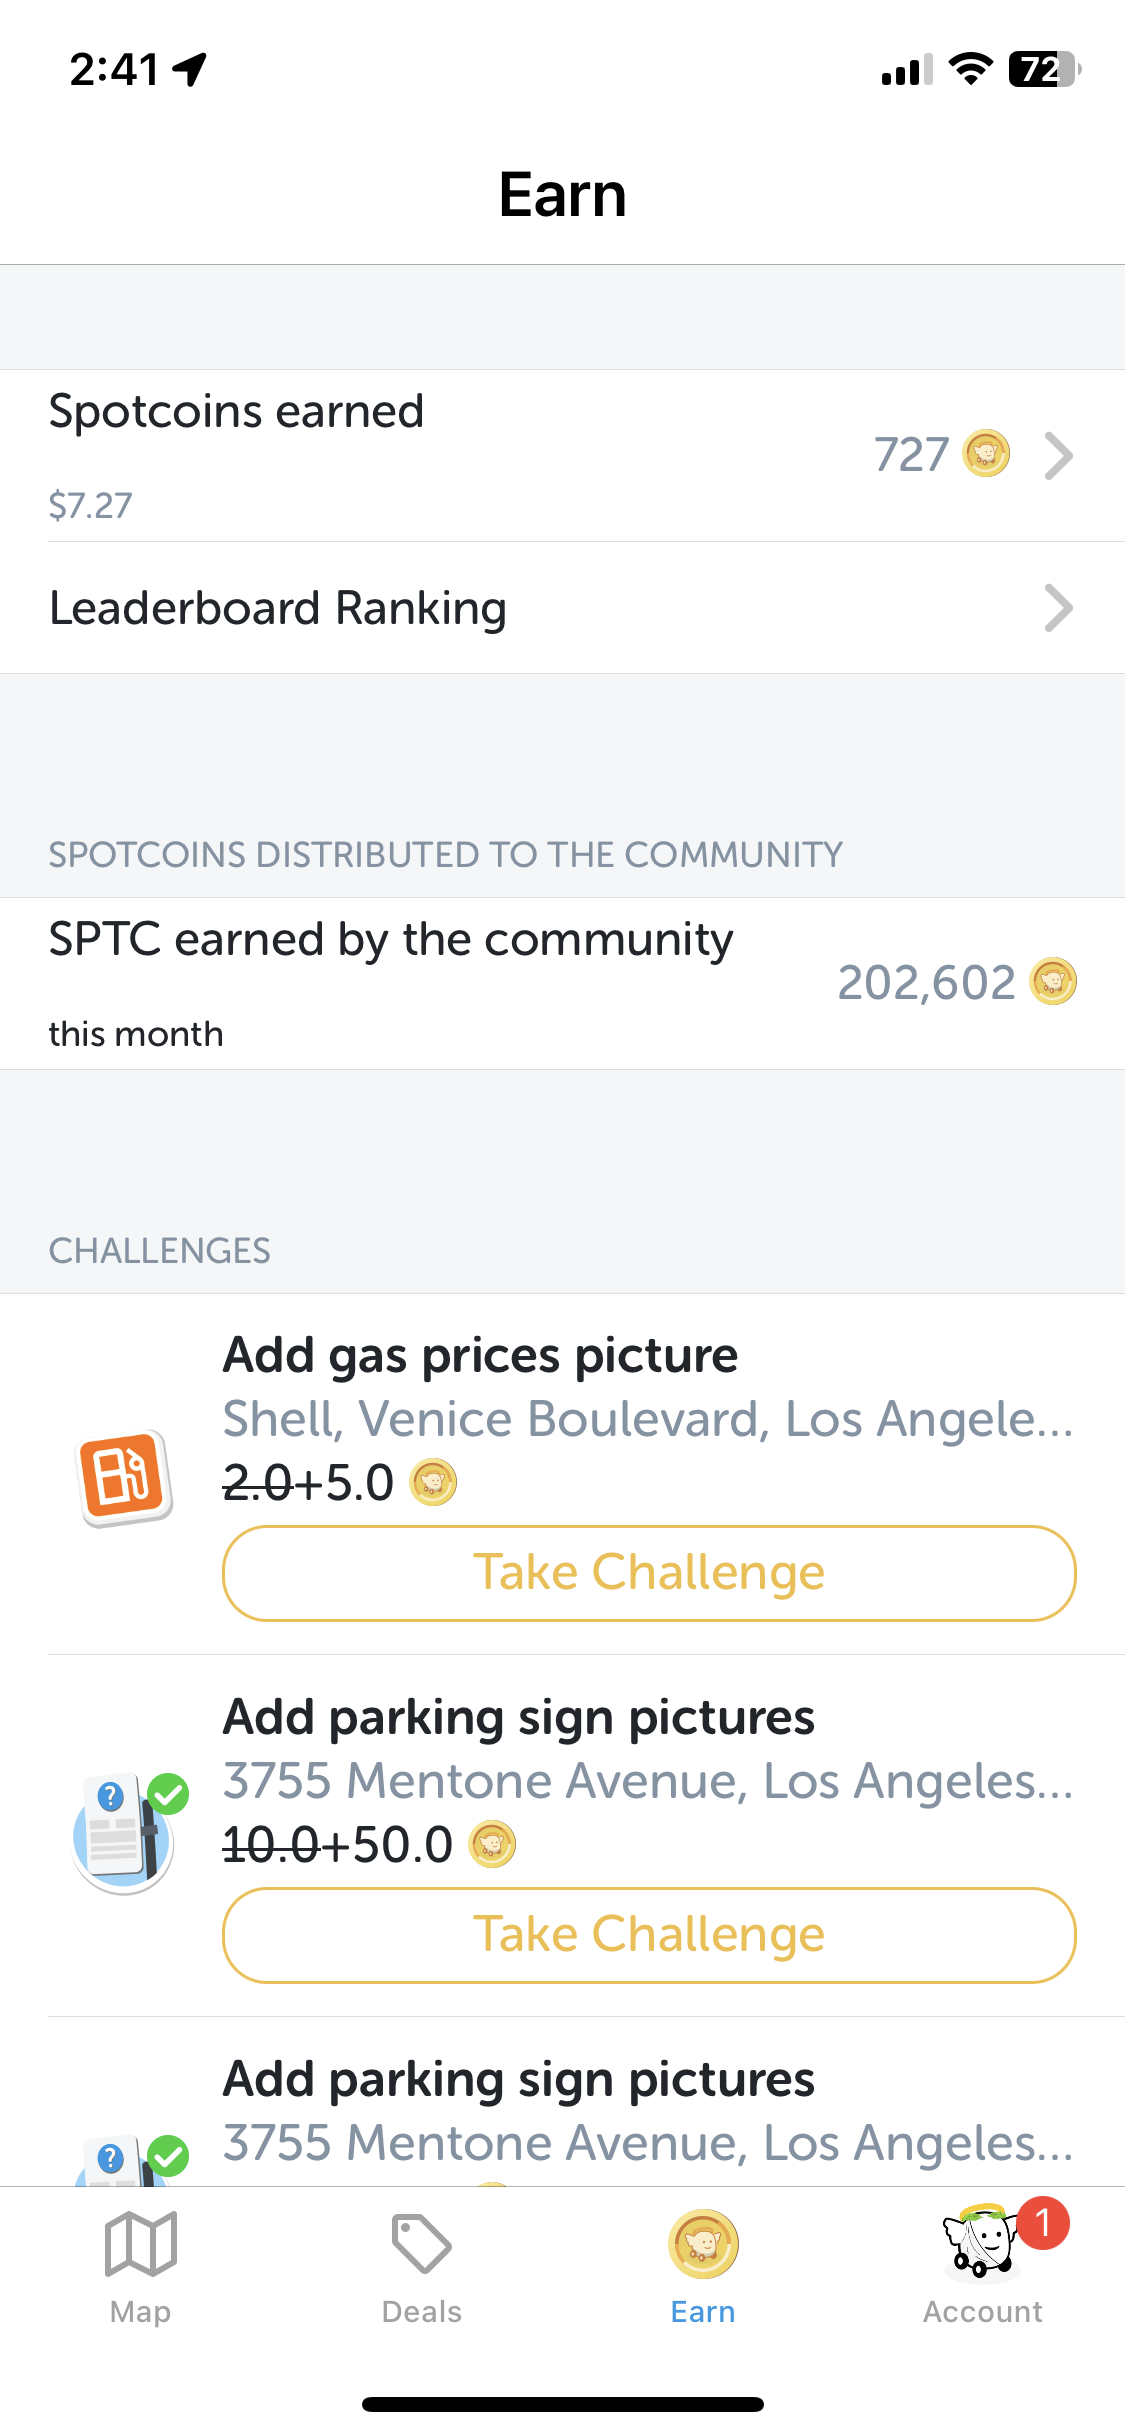 2:41
72
Earn
Spotcoins earned
727
$7.27
Leaderboard Ranking
SPOTCOINS DISTRIBUTED TO THE COMMUNITY
SPTC earned by the community
202,602
this month
CHALLENGES
Add gas prices picture
Shell, Venice Boulevard, Los Angele...
2.0+5.0
Take Challenge
Add parking sign pictures
3755 Mentone Avenue, Los Angeles...
10.0+50.0
Take Challenge
Add parking sign pictures
3755 Mentone Avenue, Los Angeles...
1
Map
Deals
Earn
Account